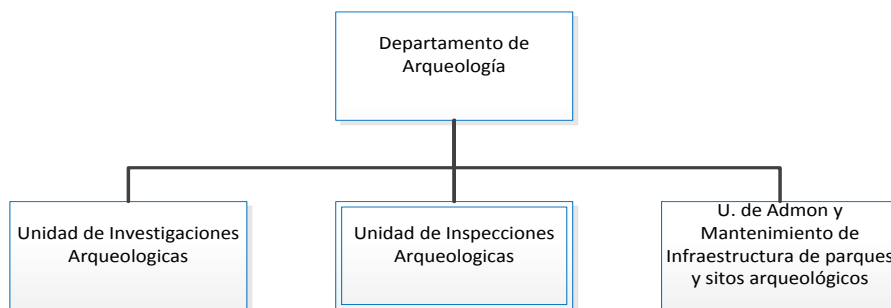 Departamento de
Arqueología
Unidad de Investigaciones
Arqueologicas
Unidad de Inspecciones
Arqueologicas
U. de Admon y
Mantenimiento de
Infraestructura de parques
y sitos arqueológicos